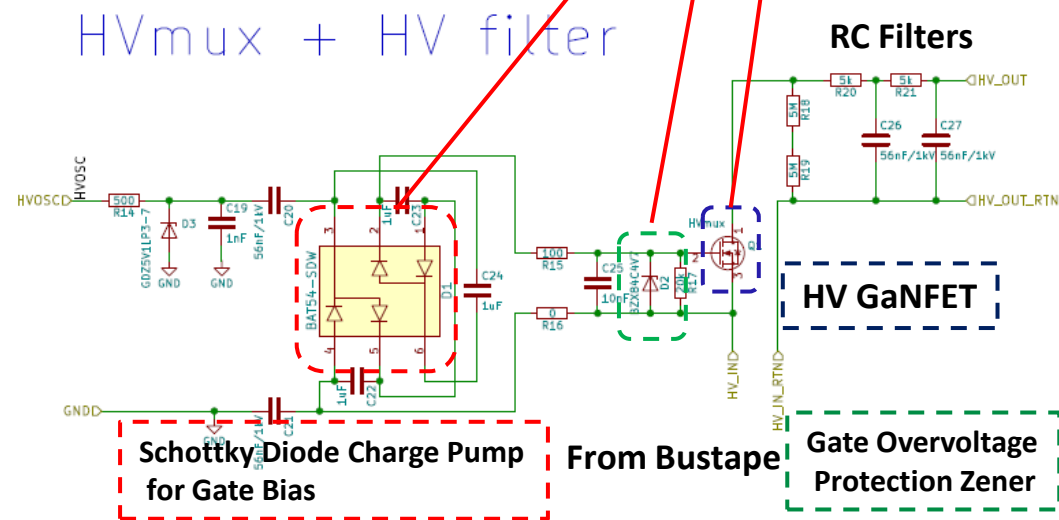 HVmux + HV filter
RC Filters
5k
R20
5k
R21
HV_OUT
5M
R18
C26
56nF/1kV
C27
56nF/1kV
5M
R19
HV_OUT_RTN
HVOSC
HVOSC
500
R14
GDZ5V1LP3-7
D3
C19
1nF
56nF/1kV
C20
GND
GND
1uF
C23
3
2
1
BAT54-SDW
D1
4
5
6
C24
1uF
1uF
C22
100
R15
0
R16
C25
10nF
BZX84C4V7
D2
20k
R17
HVmux
1
2
3
HV GaNFET
HV_IN
HV_IN_RTN
GND
GND
56nF/1kV
C21
Schottky Diode Charge Pump
for Gate Bias
From Bustape
Gate Overvoltage
Protection Zener